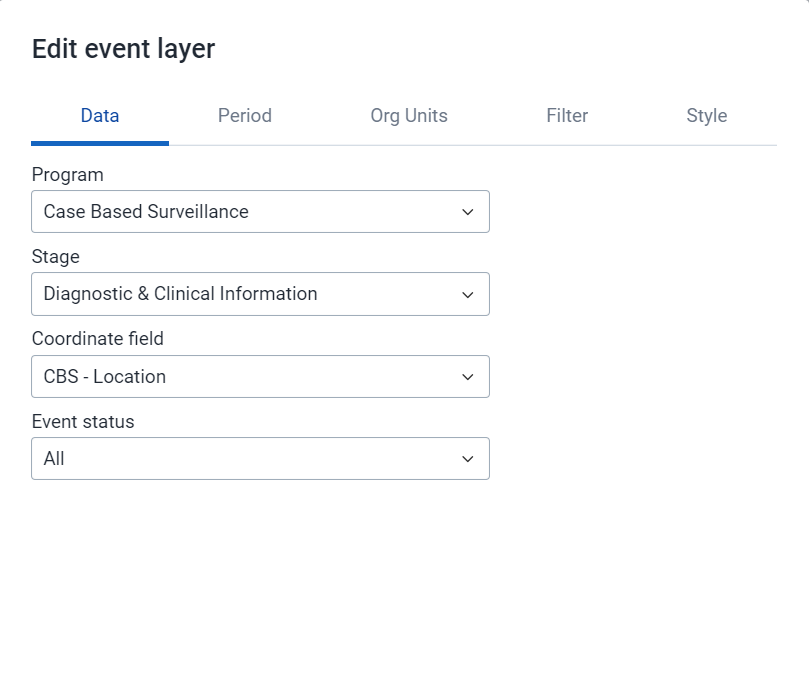 Edit event layer
Data Period Org Units Filter Style
Program
Case Based Surveillance
Stage
Diagnostic & Clinical Information
Coordinate field
CBS - Location
Event status
All